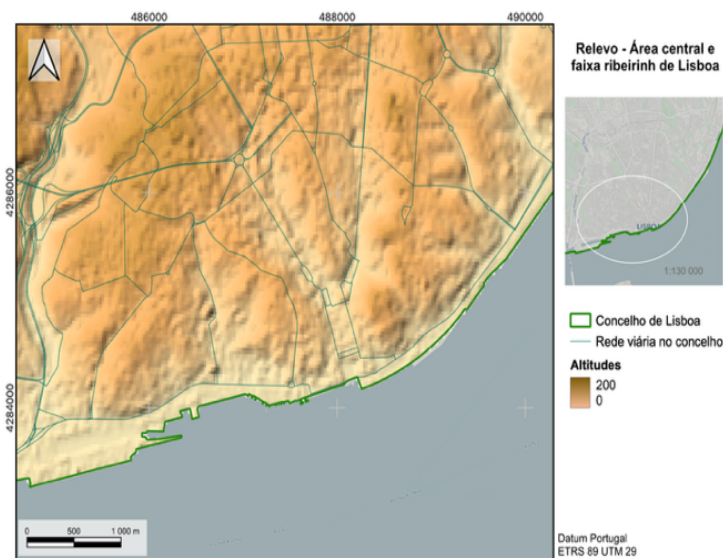 486000
488000
490000
4286000
4284000
0
500
1 000 m
Relevo - Área central e
faixa ribeirinh de Lisboa
LISBOA
1:130 000
Concelho de Lisboa
Rede viária no concelho
Altitudes
200
0
Datum Portugal
ETRS 89 UTM 29